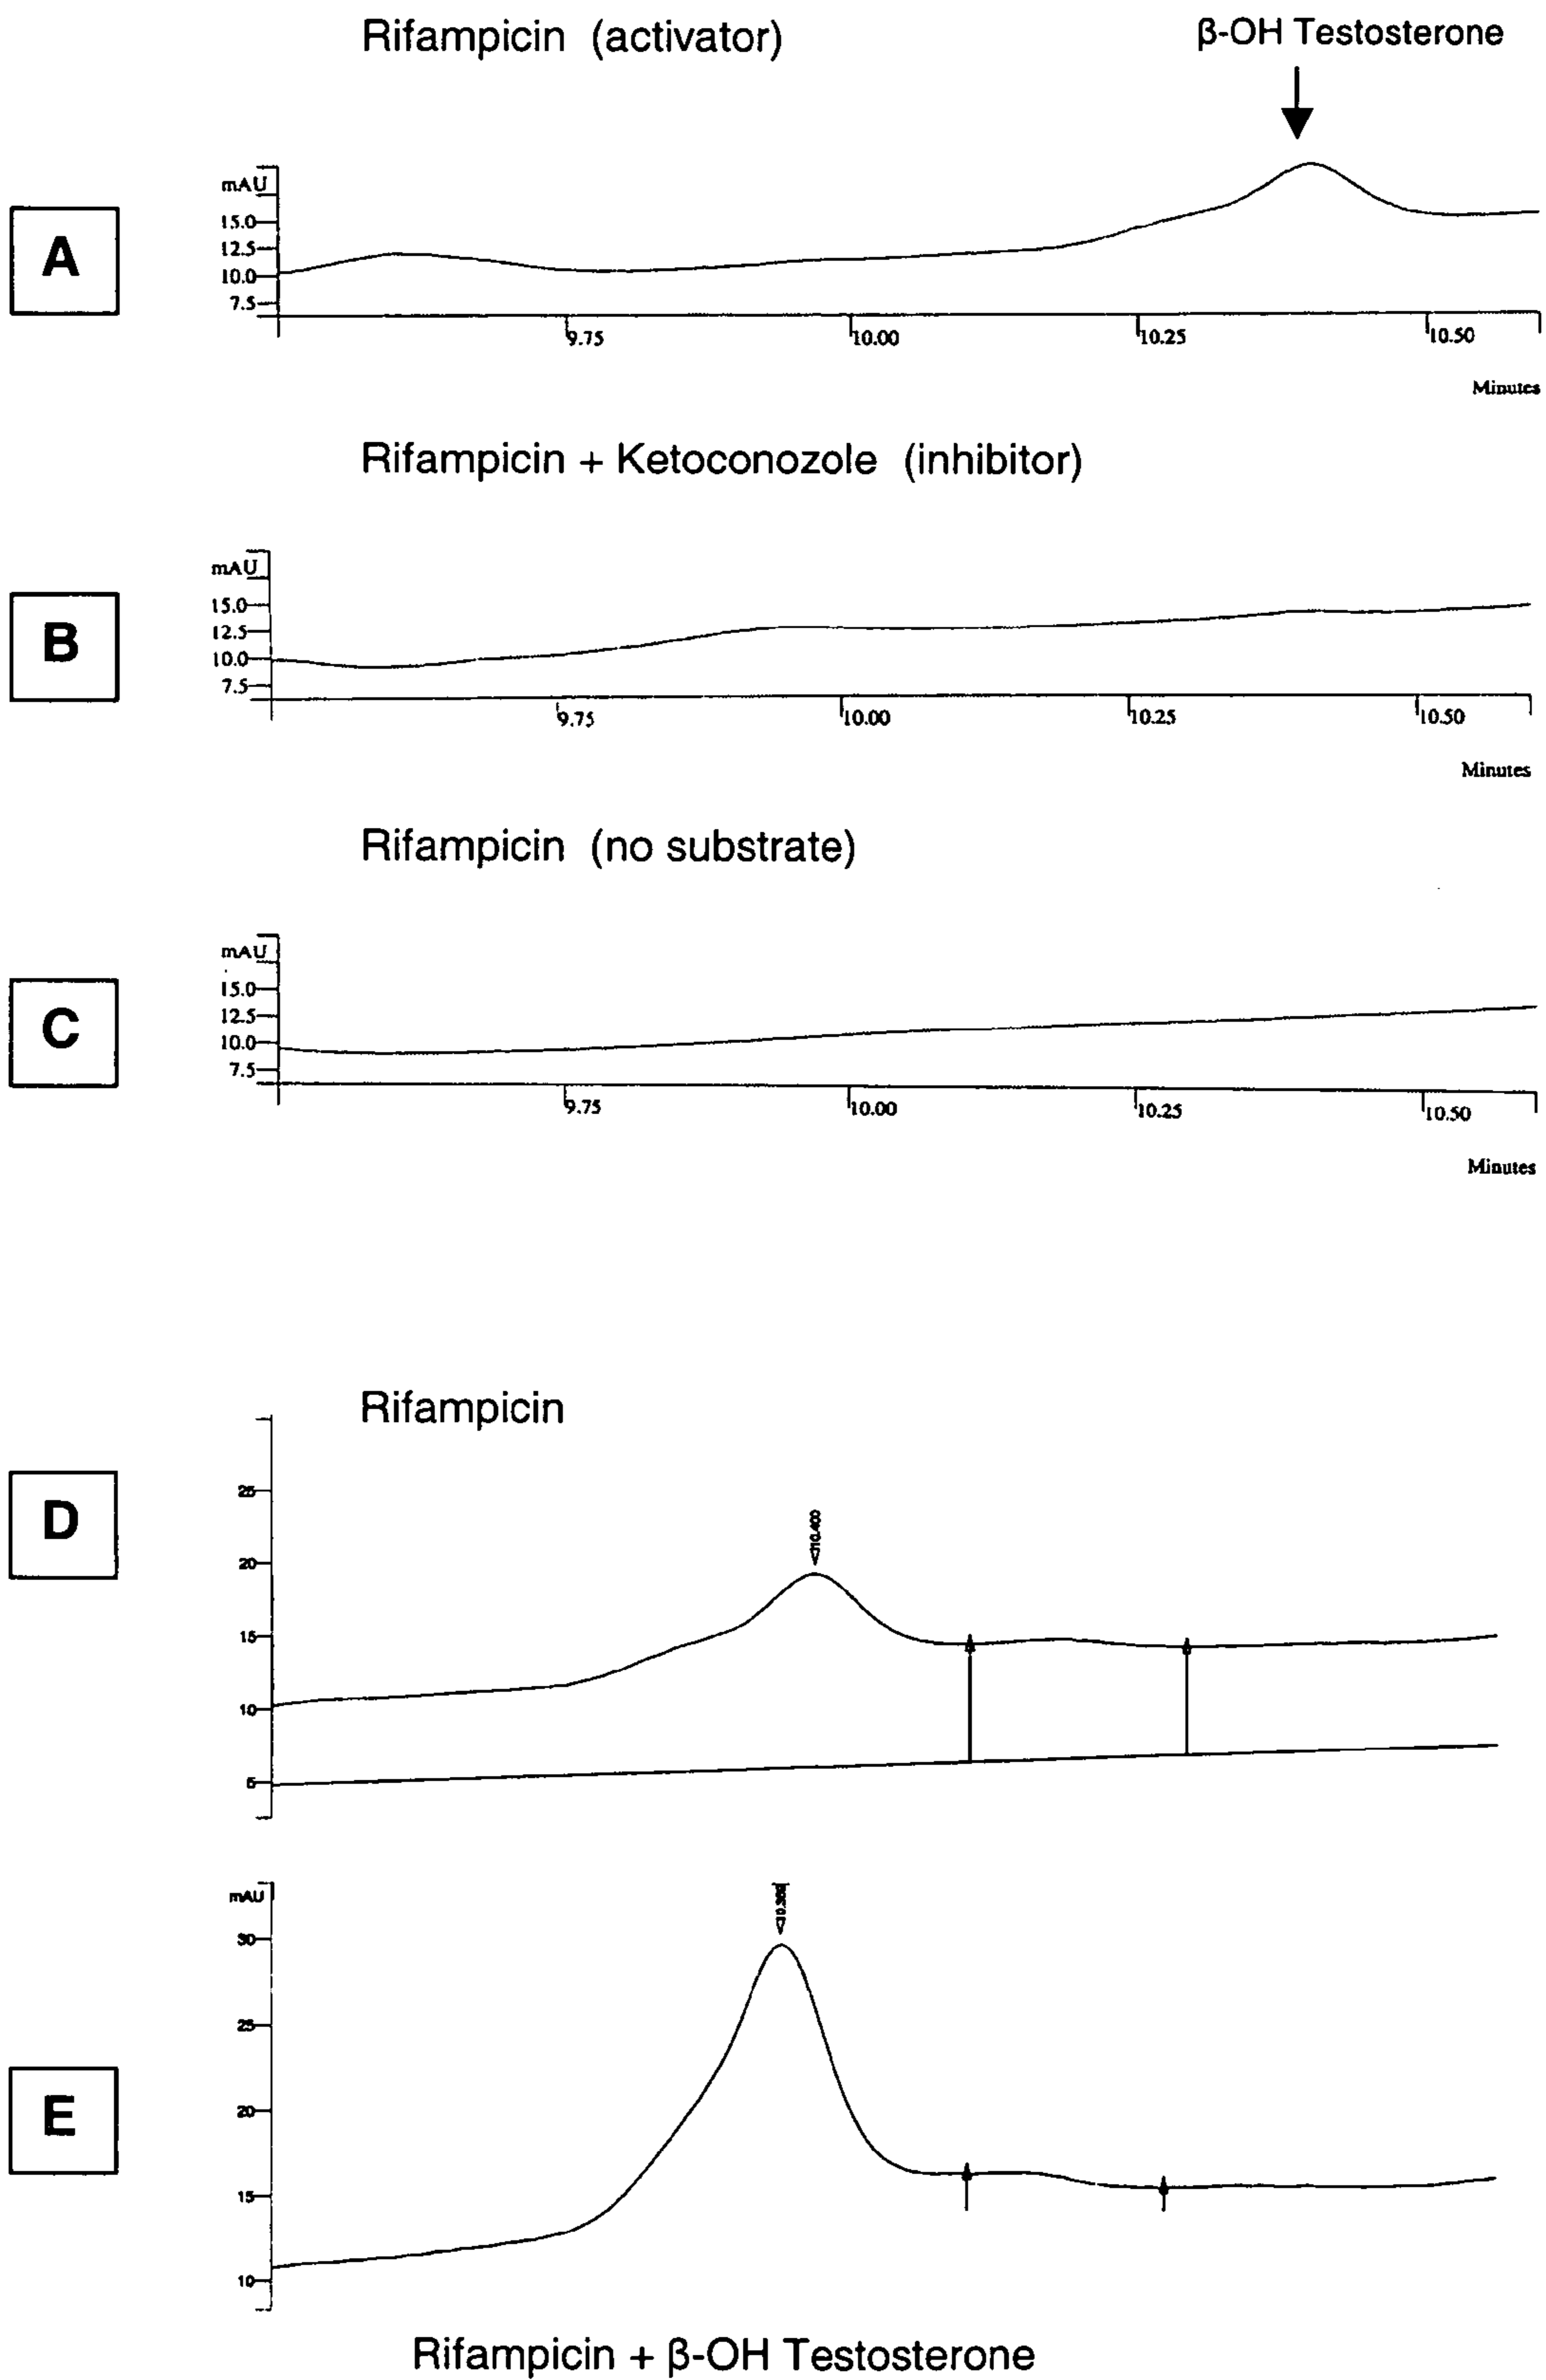 Rifampicin (activator)
β-OH Testosterone
A
mAU
15.0
12.5
10.0
7.5
9.75
10.00
10.25
10.50
Minutes
Rifampicin + Ketoconozole (inhibitor)
B
mAU
15.0
12.5
10.0
7.5
9.75
10.00
10.25
10.50
Minutes
Rifampicin (no substrate)
C
mAU
15.0
12.5
10.0
7.5
9.75
10.00
10.25
10.50
Minutes
Rifampicin
D
25
20
15
10
5
10.400
E
mAU
30
25
20
15
10
Rifampicin + β-OH Testosterone